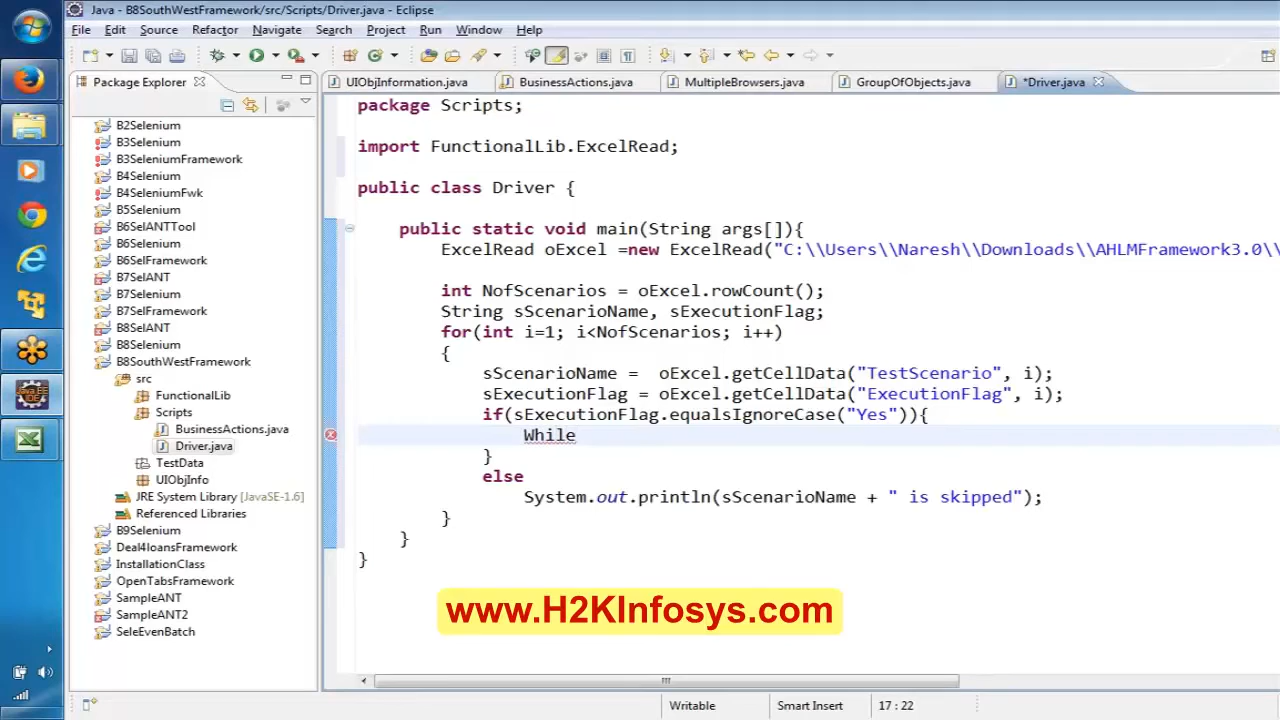 Java - B8SouthWestFramework/src/Scripts/Driver.java - Eclipse
File Edit Source Refactor Navigate Search Project Run Window Help
Package Explorer
UIObjInformation.java BusinessActions.java MultipleBrowsers.java GroupOfObjects.java *Driver.java
B2Selenium
B3Selenium
B3SeleniumFramework
B4Selenium
B4SeleniumFwk
B5Selenium
B6SelANTTool
B6Selenium
B6SelFramework
B7SelANT
B7Selenium
B7SelFramework
B8SelANT
B8Selenium
B8SouthWestFramework
src
FunctionalLib
Scripts
BusinessActions.java
Driver.java
TestData
UIObjInfo
JRE System Library [JavaSE-1.6]
Referenced Libraries
B9Selenium
Deal4loansFramework
InstallationClass
OpenTabsFramework
SampleANT
SampleANT2
SeleEvenBatch
package Scripts;
import FunctionalLib.ExcelRead;
public class Driver {
public static void main(String args[]){
ExcelRead oExcel =new ExcelRead("C:\\Users\\Naresh\\Downloads\\AHLMFramework3.0\\
int NofScenarios = oExcel.rowCount();
String sScenarioName, sExecutionFlag;
for(int i=1; i<NofScenarios; i++)
{
sScenarioName =  oExcel.getCellData("TestScenario", i);
sExecutionFlag = oExcel.getCellData("ExecutionFlag", i);
if(sExecutionFlag.equalsIgnoreCase("Yes")){
While
}
else
System.out.println(sScenarioName + " is skipped");
}
}
}
www.H2KInfosys.com
Writable Smart Insert 17 : 22